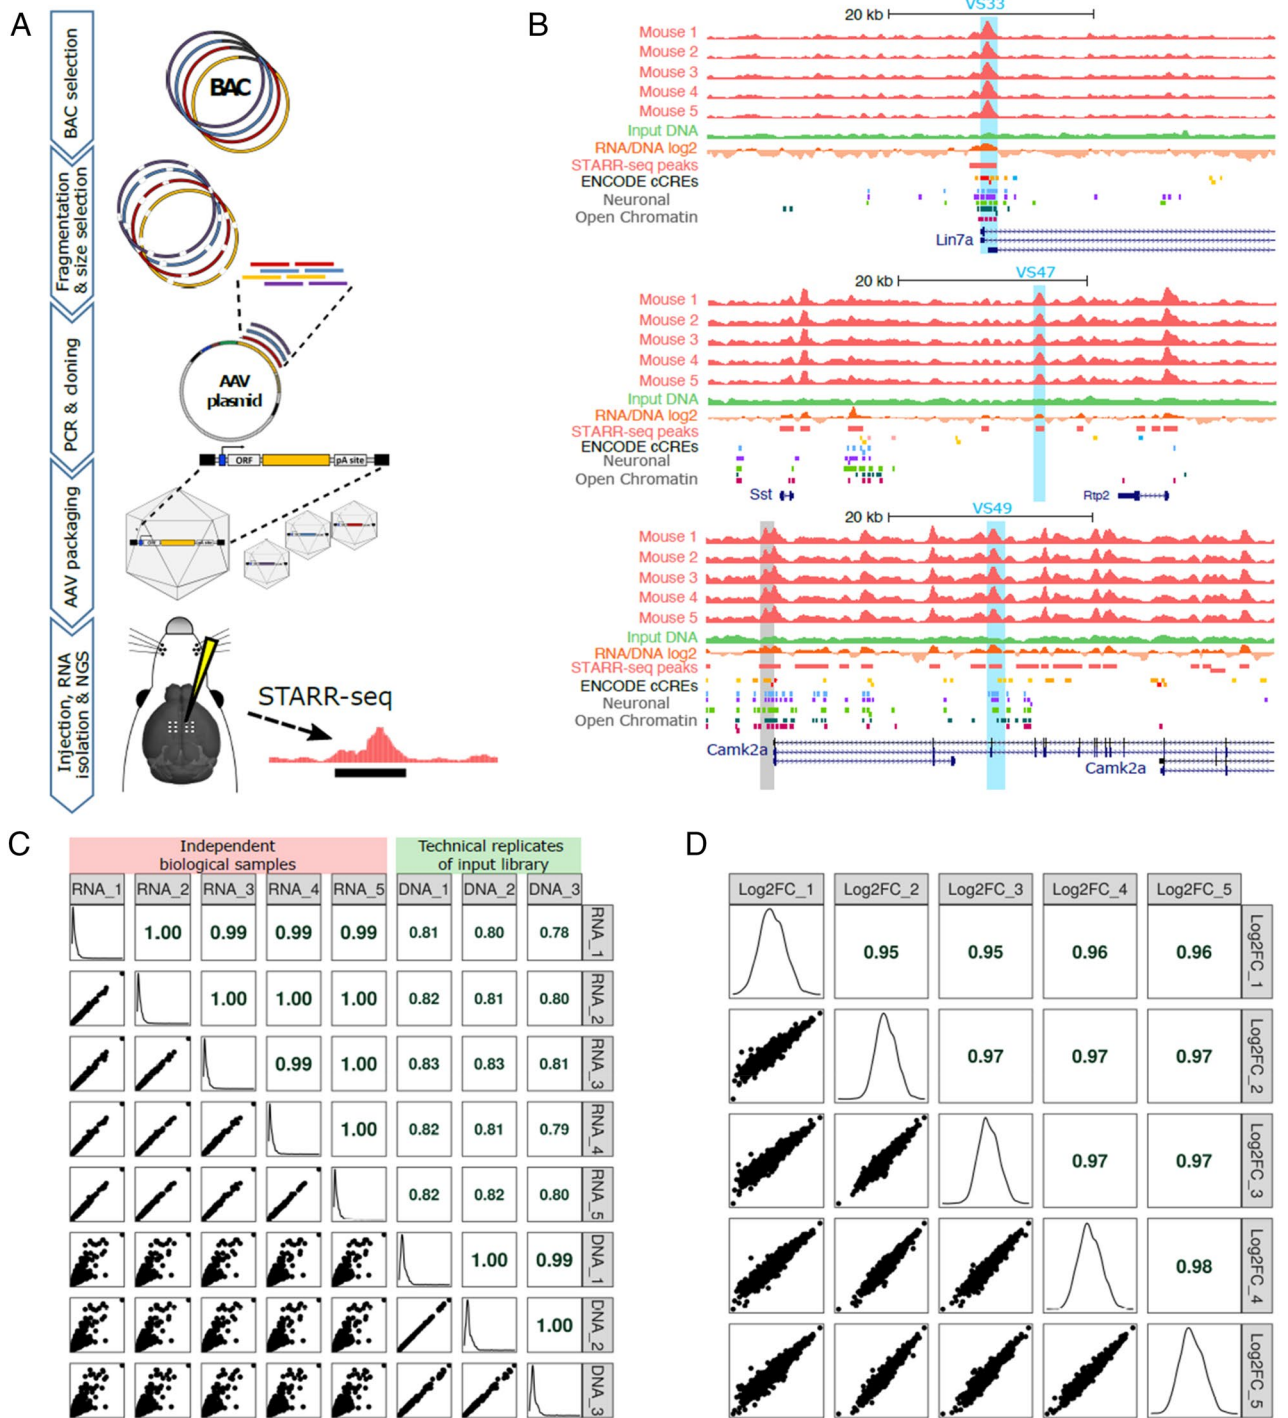 A
BAC selection
Fragmentation
& size selection
PCR & cloning
AAV packaging
Injection, RNA
isolation & NGS
BAC
AAV
plasmid
ORF
pA site
STARR-seq
B
VS33
20 kb
Mouse 1
Mouse 2
Mouse 3
Mouse 4
Mouse 5
Input DNA
RNA/DNA log2
STARR-seq peaks
ENCODE cCREs
Neuronal
Open Chromatin
Lin7a
VS47
20 kb
Mouse 1
Mouse 2
Mouse 3
Mouse 4
Mouse 5
Input DNA
RNA/DNA log2
STARR-seq peaks
ENCODE cCREs
Neuronal
Open Chromatin
Sst
Rtp2
VS49
20 kb
Mouse 1
Mouse 2
Mouse 3
Mouse 4
Mouse 5
Input DNA
RNA/DNA log2
STARR-seq peaks
ENCODE cCREs
Neuronal
Open Chromatin
Camk2a
Camk2a
C
Independent
biological samples
Technical replicates
of input library
RNA_1 RNA_2 RNA_3 RNA_4 RNA_5 DNA_1 DNA_2 DNA_3
1.00 0.99 0.99 0.99 0.81 0.80 0.78 RNA_1
1.00 1.00 1.00 0.82 0.81 0.80 RNA_2
0.99 1.00 0.83 0.83 0.81 RNA_3
1.00 0.82 0.81 0.79 RNA_4
0.82 0.82 0.80 RNA_5
1.00 0.99 DNA_1
1.00 DNA_2
DNA_3
D
Log2FC_1 Log2FC_2 Log2FC_3 Log2FC_4 Log2FC_5
0.95 0.95 0.96 0.96 Log2FC_1
0.97 0.97 0.97 Log2FC_2
0.97 0.97 Log2FC_3
0.98 Log2FC_4
Log2FC_5